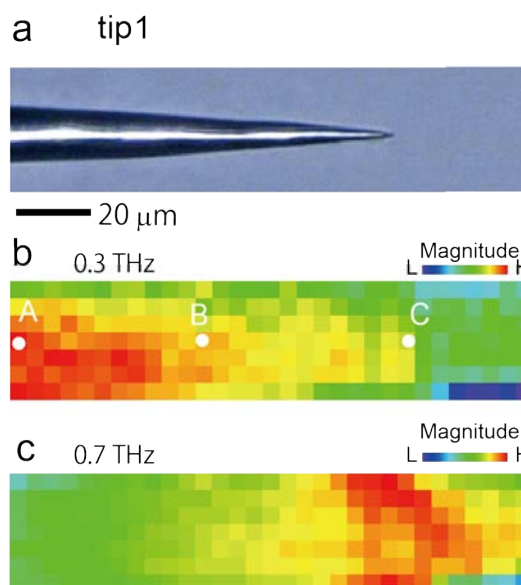 a tip1
20 μm
b 0.3 THz
Magnitude
L H
A B C
c 0.7 THz
Magnitude
L H